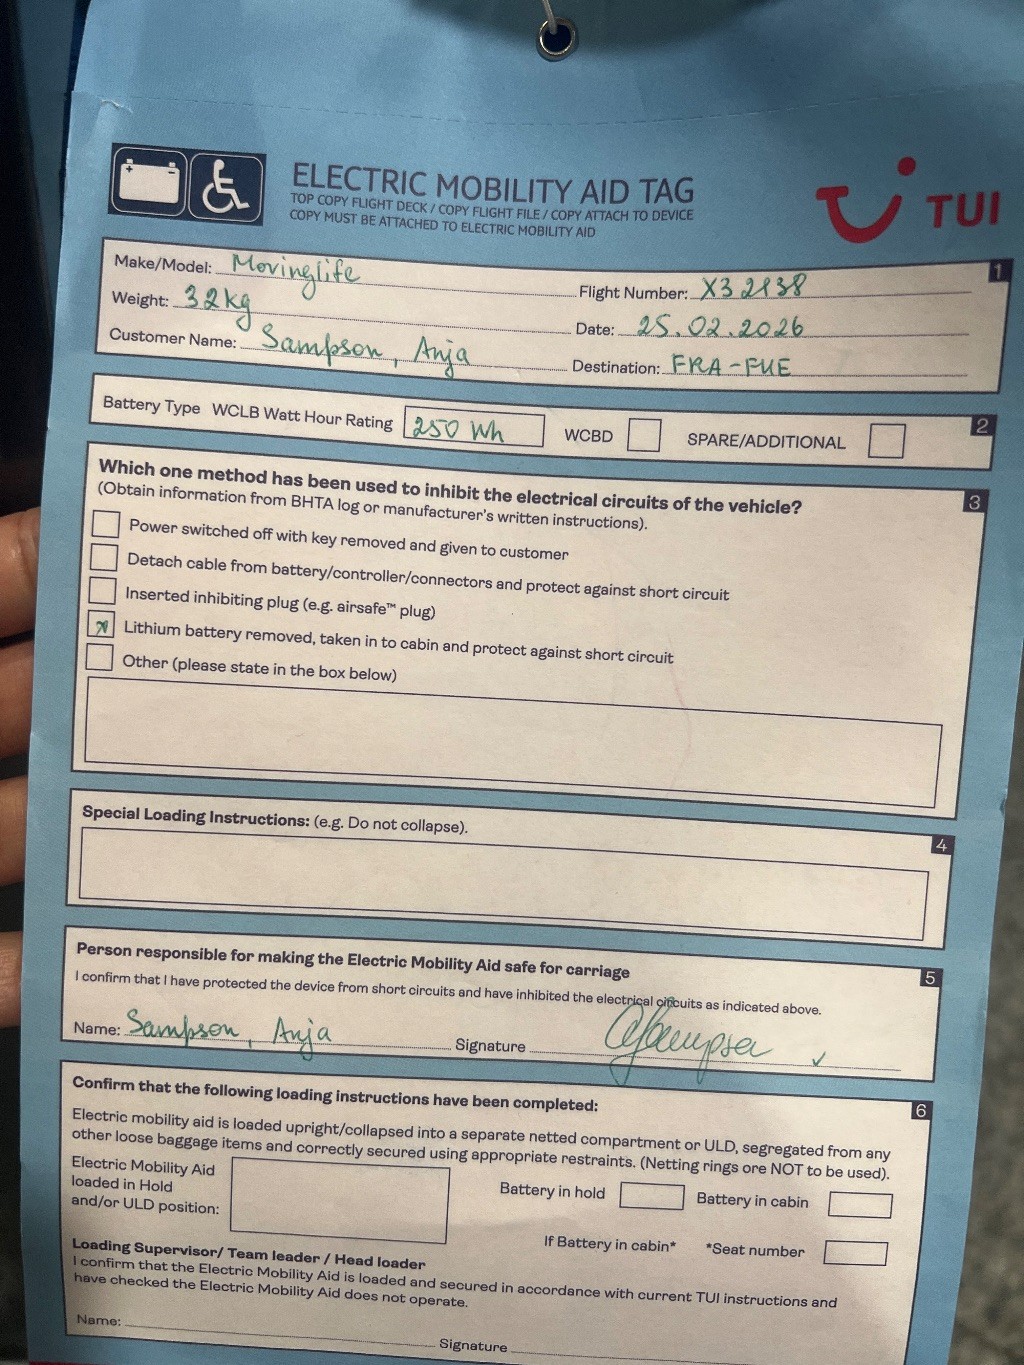 ELECTRIC MOBILITY AID TAG
TOP COPY FLIGHT DECK / COPY FLIGHT FILE / COPY ATTACH TO DEVICE
COPY MUST BE ATTACHED TO ELECTRIC MOBILITY AID
TUI
1
Make/Model: Movinglife
Flight Number: X3 2138
Weight: 32kg
Date: 25.02.2026
Customer Name: Sampson, Anja
Destination: FRA-FUE
2
Battery Type WCLB Watt Hour Rating 250 Wh WCBD SPARE/ADDITIONAL
3
Which one method has been used to inhibit the electrical circuits of the vehicle?
(Obtain information from BHTA log or manufacturer's written instructions).
Power switched off with key removed and given to customer
Detach cable from battery/controller/connectors and protect against short circuit
Inserted inhibiting plug (e.g. airsafe™ plug)
Lithium battery removed, taken in to cabin and protect against short circuit
Other (please state in the box below)
4
Special Loading Instructions: (e.g. Do not collapse).
5
Person responsible for making the Electric Mobility Aid safe for carriage
I confirm that I have protected the device from short circuits and have inhibited the electrical circuits as indicated above.
Name: Sampson, Anja Signature
6
Confirm that the following loading instructions have been completed:
Electric mobility aid is loaded upright/collapsed into a separate netted compartment or ULD, segregated from any
other loose baggage items and correctly secured using appropriate restraints. (Netting rings ore NOT to be used).
Electric Mobility Aid
loaded in Hold
and/or ULD position:
Battery in hold Battery in cabin
If Battery in cabin* *Seat number
Loading Supervisor/ Team leader / Head loader
I confirm that the Electric Mobility Aid is loaded and secured in accordance with current TUI instructions and
have checked the Electric Mobility Aid does not operate.
Name: Signature